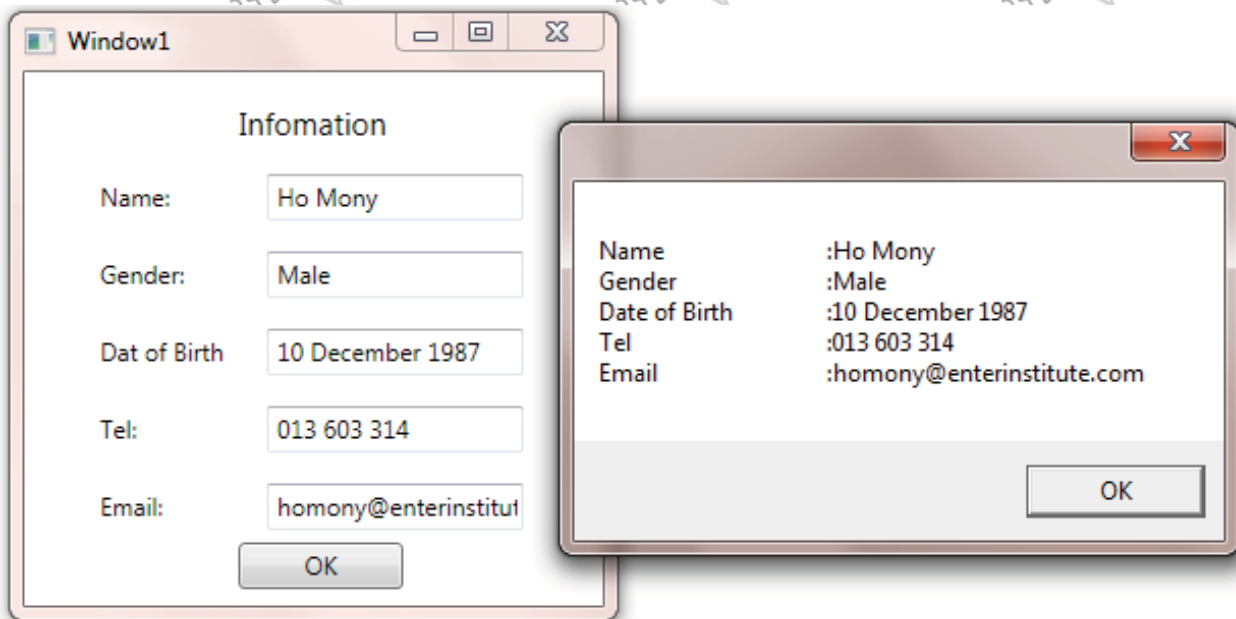 Window1
Infomation
Name: Ho Mony
Gender: Male
Dat of Birth 10 December 1987
Tel: 013 603 314
Email: homony@enterinstitut
OK
Name :Ho Mony
Gender :Male
Date of Birth :10 December 1987
Tel :013 603 314
Email :homony@enterinstitute.com
OK